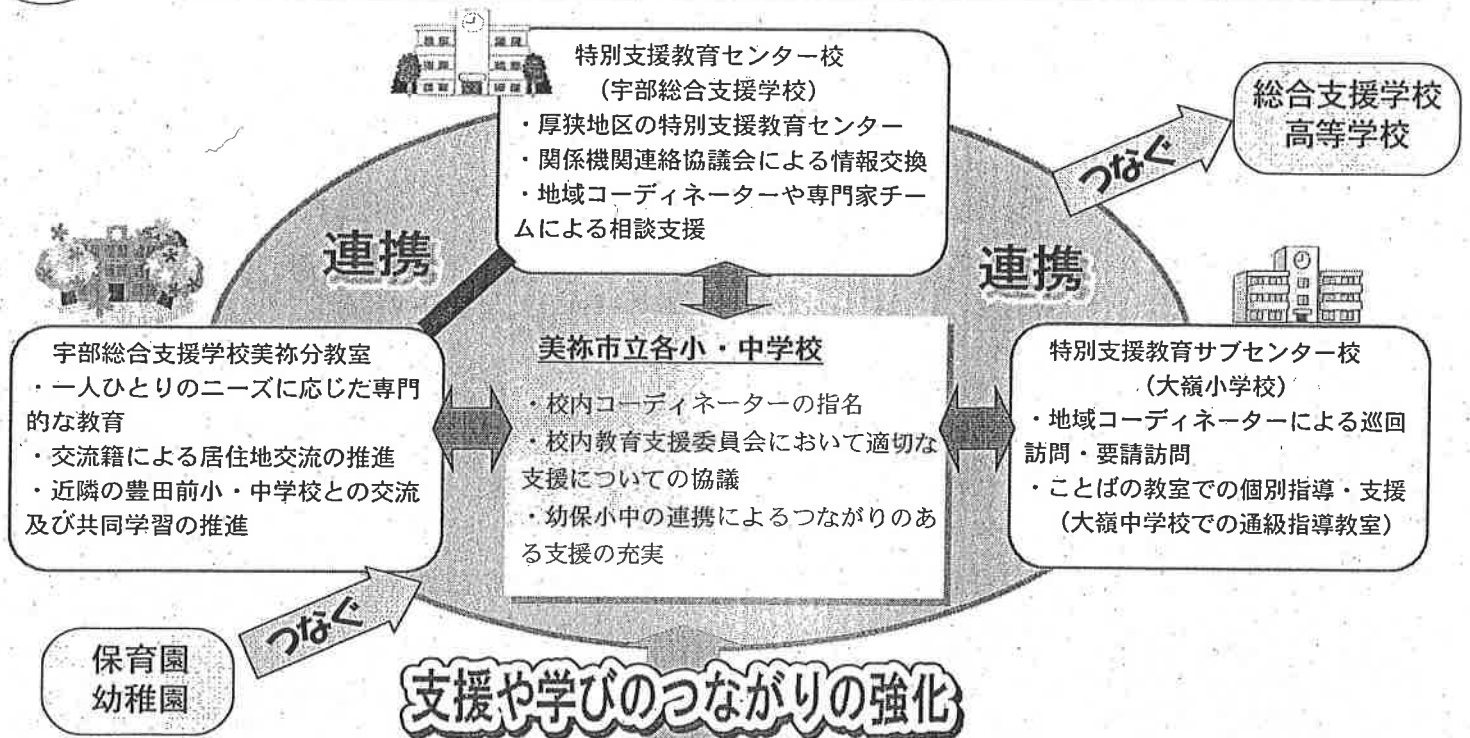 特別支援教育センター校
(宇部総合支援学校)
・厚狭地区の特別支援教育センター
・関係機関連絡協議会による情報交換
・地域コーディネーターや専門家チー
ムによる相談支援
総合支援学校
高等学校
つなぐ
連携
連携
宇部総合支援学校美祢分教室
・一人ひとりのニーズに応じた専門
的な教育
・交流籍による居住地交流の推進
・近隣の豊田前小・中学校との交流
及び共同学習の推進
美祢市立各小・中学校
・校内コーディネーターの指名
・校内教育支援委員会において適切な
支援についての協議
・幼保小中の連携によるつながりのあ
る支援の充実
特別支援教育サブセンター校
(大嶺小学校)
・地域コーディネーターによる巡回
訪問・要請訪問
・ことばの教室での個別指導・支援
(大嶺中学校での通級指導教室)
つなぐ
保育園
幼稚園
支援や学びのつながりの強化